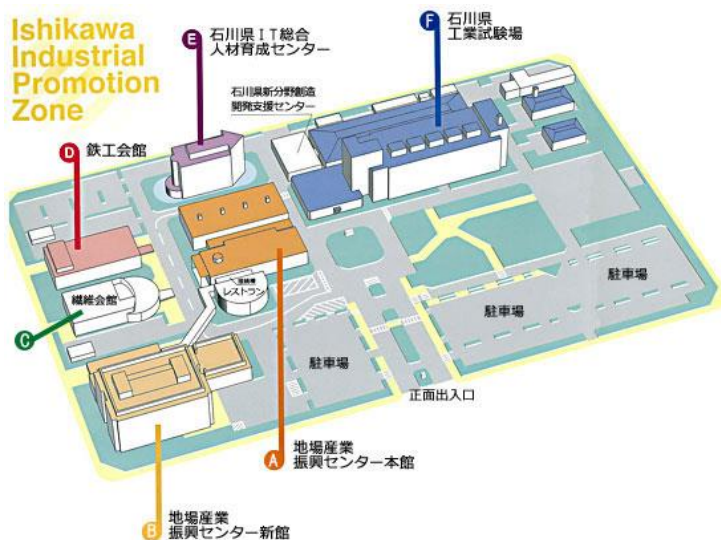 Ishikawa
Industrial
Promotion
Zone
E 石川県IT総合
人材育成センター
F 石川県
工業試験場
石川県新分野創造
開発支援センター
D 鉄工会館
繊維会館
C
レストラン
駐車場
駐車場
駐車場
正面出入口
A 地場産業
振興センター本館
B 地場産業
振興センター新館